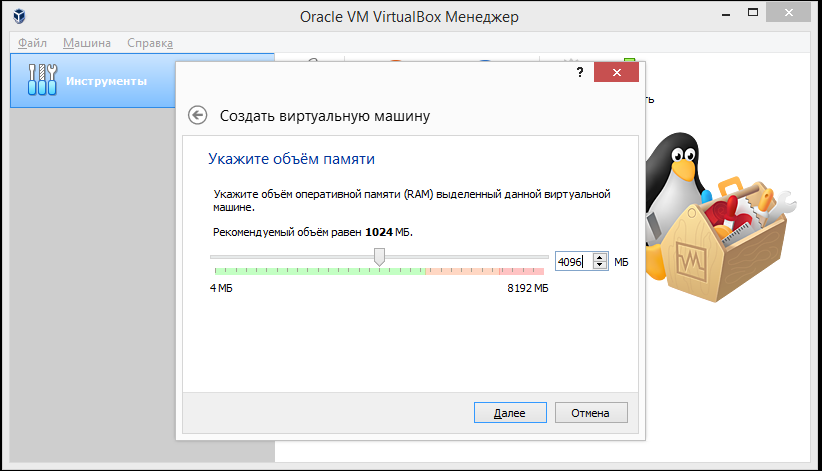 Oracle VM VirtualBox Менеджер
Файл Машина Справка
Инструменты
?
ть
Создать виртуальную машину
Укажите объём памяти
Укажите объём оперативной памяти (RAM) выделенный данной виртуальной
машине.
Рекомендуемый объём равен 1024 МБ.
4096 МБ
4 МБ 8192 МБ
Далее Отмена